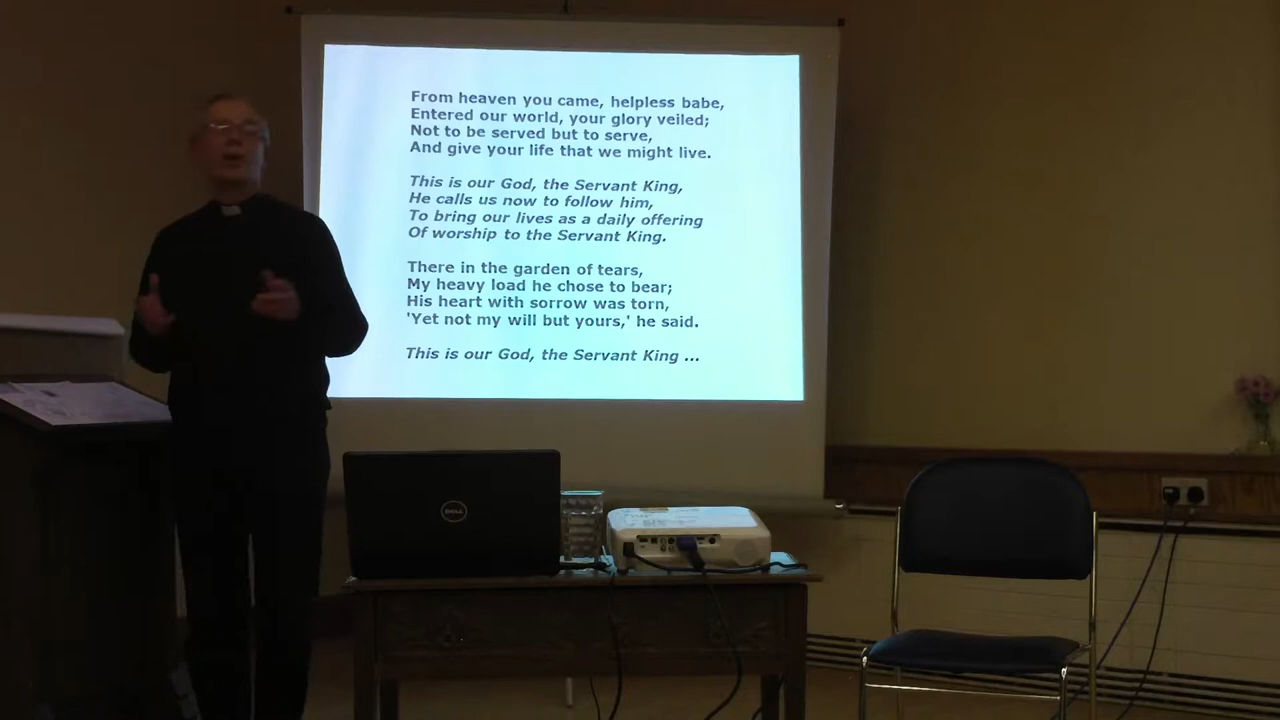 From heaven you came, helpless babe,
Entered our world, your glory veiled;
Not to be served but to serve,
And give your life that we might live.
This is our God, the Servant King,
He calls us now to follow him,
To bring our lives as a daily offering
Of worship to the Servant King.
There in the garden of tears,
My heavy load he chose to bear;
His heart with sorrow was torn,
'Yet not my will but yours,' he said.
This is our God, the Servant King ...
DELL